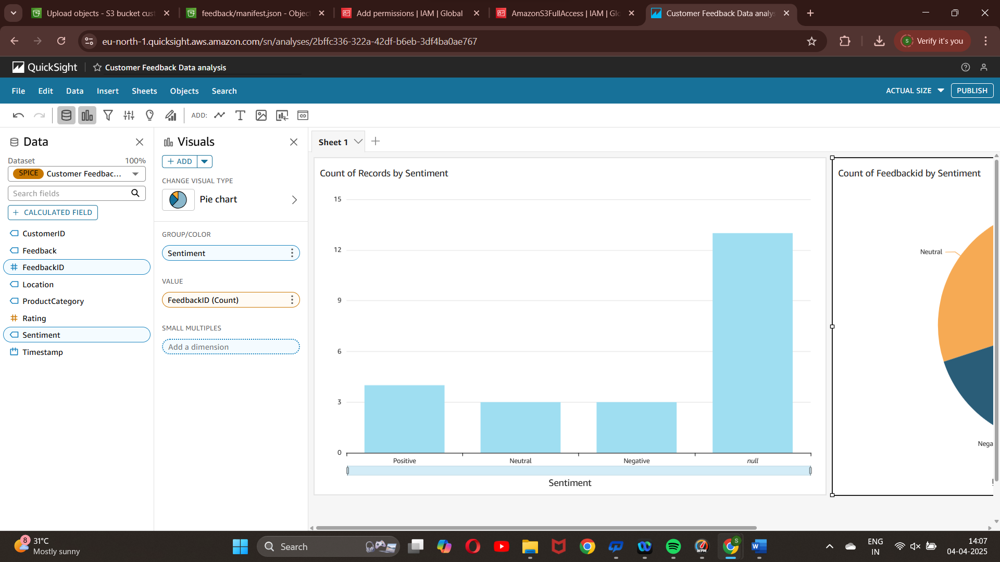 Upload objects - S3 bucket cust
feedback/manifest.json - Object
Add permissions | IAM | Global
AmazonS3FullAccess | IAM | Glo
Customer Feedback Data analys
eu-north-1.quicksight.aws.amazon.com/sn/analyses/2bffc336-322a-42df-b6eb-3df4ba0ae767
S
Verify it's you
QuickSight
Customer Feedback Data analysis
File Edit Data Insert Sheets Objects Search
ACTUAL SIZE
PUBLISH
ADD:
Data
Dataset 100%
SPICE Customer Feedbac...
Search fields
+ CALCULATED FIELD
CustomerID
Feedback
FeedbackID
Location
ProductCategory
Rating
Sentiment
Timestamp
Visuals
+ ADD
CHANGE VISUAL TYPE
Pie chart
GROUP/COLOR
Sentiment
VALUE
FeedbackID (Count)
SMALL MULTIPLES
Add a dimension
Sheet 1
Count of Records by Sentiment
15
12
9
6
3
0
Positive Neutral Negative null
Sentiment
Count of Feedbackid by Sentiment
Neutral
Nega
8
31°C
Mostly sunny
Search
WPM
S
W
ENG
IN
14:07
04-04-2025